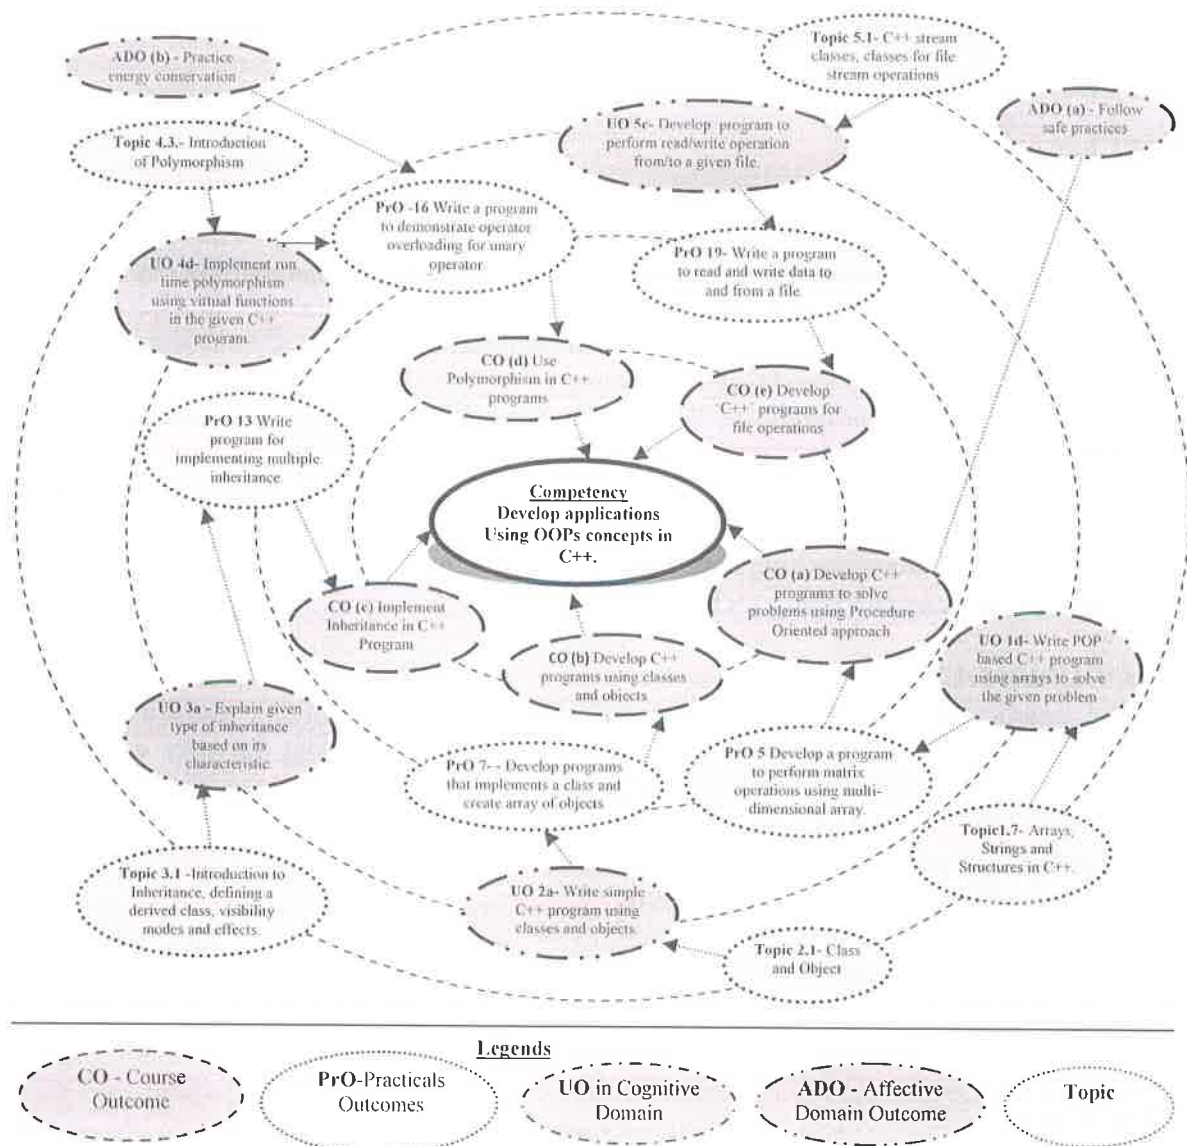 ADO (b) - Practice
energy conservation
Topic 5.1- C++ stream
classes, classes for file
stream operations
ADO (a) - Follow
safe practices
Topic 4.3.- Introduction
of Polymorphism
UO 5c- Develop program to
perform read/write operation
from/to a given file.
PrO -16 Write a program
to demonstrate operator
overloading for unary
operator
PrO 19- Write a program
to read and write data to
and from a file.
UO 4d- Implement run
time polymorphism
using virtual functions
in the given C++
program.
CO (d) Use
Polymorphism in C++
programs
CO (e) Develop
'C++' programs for
file operations
PrO 13 Write
program for
implementing multiple
inheritance.
Competency
Develop applications
Using OOPs concepts in
C++.
CO (a) Develop C++
programs to solve
problems using Procedure
Oriented approach
CO (c) Implement
Inheritance in C++
Program
CO (b) Develop C++
programs using classes
and objects
UO 1d- Write POP
based C++ program
using arrays to solve
the given problem
UO 3a - Explain given
type of inheritance
based on its
characteristic.
PrO 7- - Develop programs
that implements a class and
create array of objects
PrO 5 Develop a program
to perform matrix
operations using multi-
dimensional array.
Topic1.7- Arrays,
Strings and
Structures in C++.
Topic 3.1 -Introduction to
Inheritance, defining a
derived class, visibility
modes and effects.
UO 2a- Write simple
C++ program using
classes and objects.
Topic 2.1- Class
and Object
Legends
CO - Course
Outcome
PrO-Practicals
Outcomes
UO in Cognitive
Domain
ADO - Affective
Domain Outcome
Topic